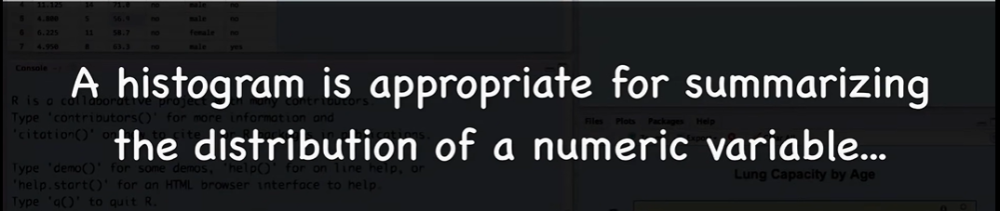 4 11.125 14 71.0 no male no
5 4.800 5 56.9 no male no
6 6.225 11 58.7 no female no
7 4.950 8 63.3 no male yes
Console
A histogram is appropriate for summarizing
R is a collaborative project with many contributors.
Type 'contributors()' for more information and
Files Plots Packages Help
'citation()' on to cite in publications.
the distribution of a numeric variable...
Type 'demo()' for some demos, 'help()' for on-line help, or
Lung Capacity by Age
'help.start()' for an HTML browser interface to help.
Type 'q()' to quit R.